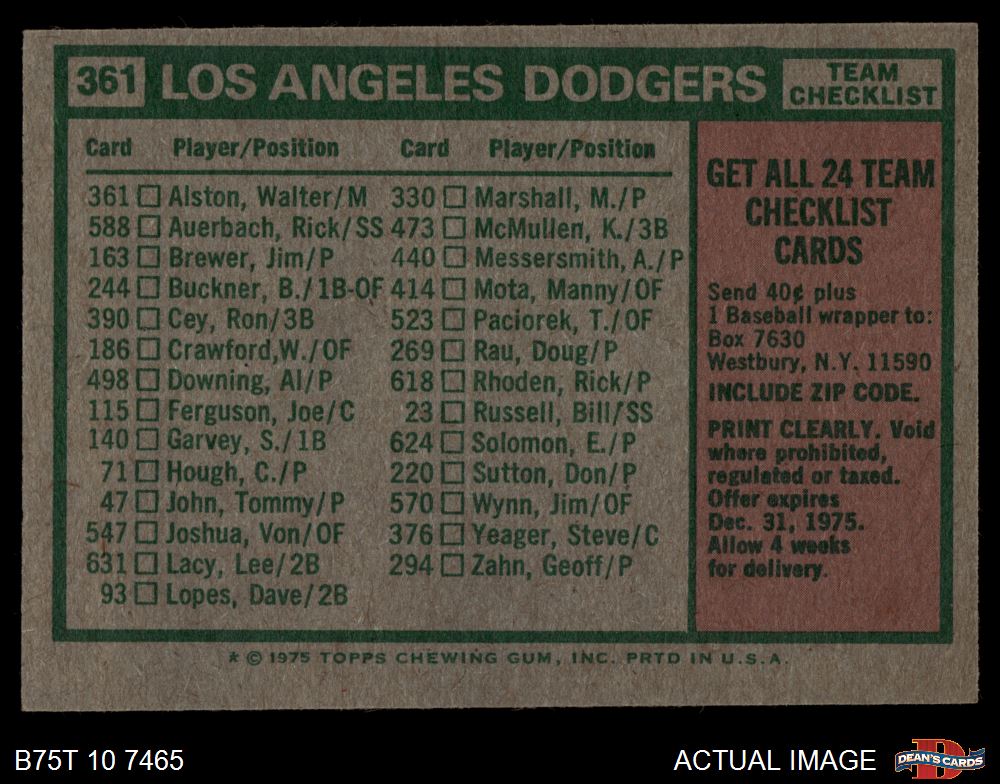 361 LOS ANGELES DODGERS TEAM CHECKLIST
Card Player/Position Card Player/Position
361 Alston, Walter/M 330 Marshall, M./P
588 Auerbach, Rick/SS 473 McMullen, K./3B
163 Brewer, Jim/P 440 Messersmith, A./P
244 Buckner, B./1B-OF 414 Mota, Manny/OF
390 Cey, Ron/3B 523 Paciorek, T./OF
186 Crawford,W./OF 269 Rau, Doug/P
498 Downing, Al/P 618 Rhoden, Rick/P
115 Ferguson, Joe/C 23 Russell, Bill/SS
140 Garvey, S./1B 624 Solomon, E./P
71 Hough, C./P 220 Sutton, Don/P
47 John, Tommy/P 570 Wynn, Jim/OF
547 Joshua, Von/OF 376 Yeager, Steve/C
631 Lacy, Lee/2B 294 Zahn, Geoff/P
93 Lopes, Dave/2B
GET ALL 24 TEAM
CHECKLIST
CARDS
Send 40¢ plus
1 Baseball wrapper to:
Box 7630
Westbury, N.Y. 11590
INCLUDE ZIP CODE.
PRINT CLEARLY. Void
where prohibited,
regulated or taxed.
Offer expires
Dec. 31, 1975.
Allow 4 weeks
for delivery.
* © 1975 TOPPS CHEWING GUM, INC. PRTD IN U.S.A.
B75T 10 7465 ACTUAL IMAGE D DEAN'S CARDS